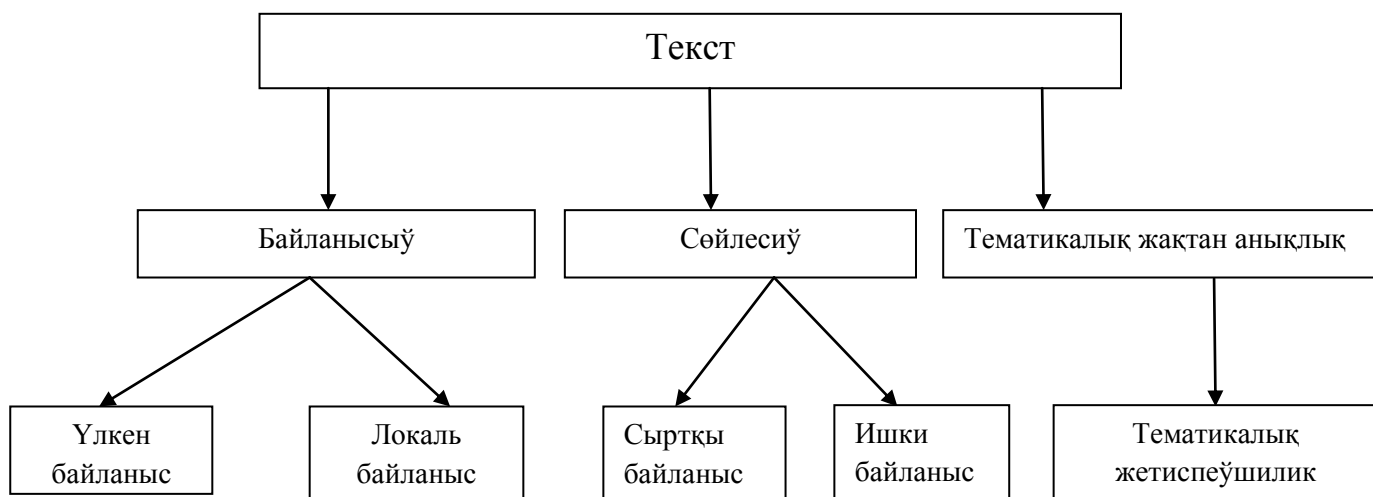 Текст
Байланысыў
Сөйлесиў
Тематикалық жақтан анықлық
Үлкен
байланыс
Локаль
байланыс
Сыртқы
байланыс
Ишки
байланыс
Тематикалық
жетиспеўшилик